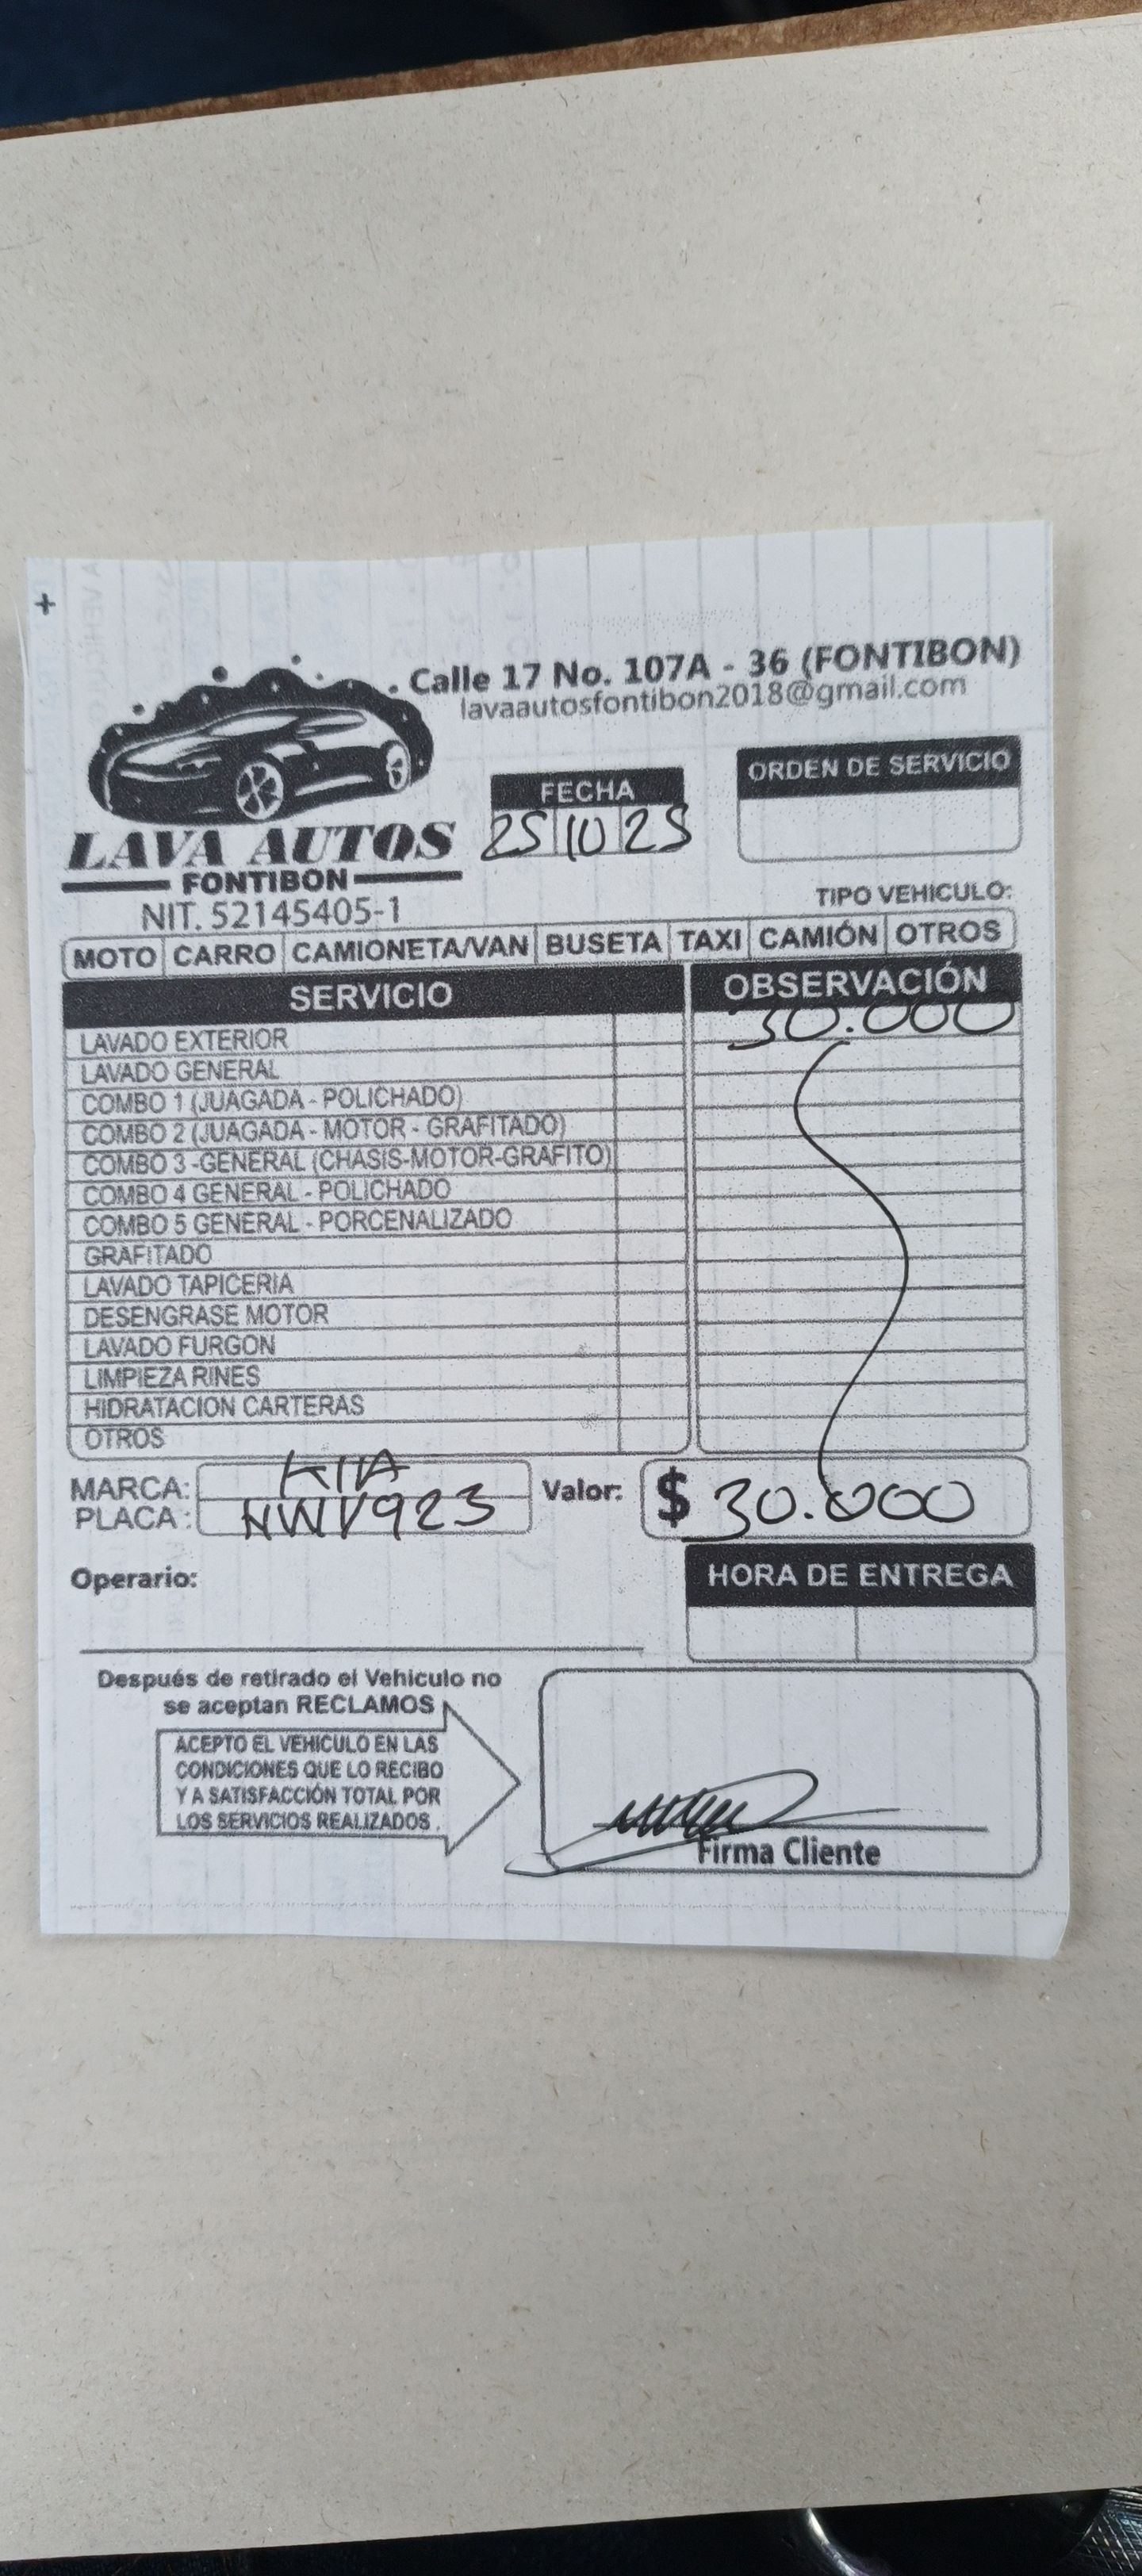 +
Calle 17 No. 107A - 36 (FONTIBON)
lavaautosfontibon2018@gmail.com
LAVA AUTOS
FONTIBON
NIT. 52145405-1
FECHA
25 10 25
ORDEN DE SERVICIO
TIPO VEHICULO:
MOTO CARRO CAMIONETA/VAN BUSETA TAXI CAMIÓN OTROS
SERVICIO OBSERVACIÓN
LAVADO EXTERIOR 30.000
LAVADO GENERAL
COMBO 1 (JUAGADA - POLICHADO)
COMBO 2 (JUAGADA - MOTOR - GRAFITADO)
COMBO 3 -GENERAL (CHASIS-MOTOR-GRAFITO)
COMBO 4 GENERAL - POLICHADO
COMBO 5 GENERAL - PORCENALIZADO
GRAFITADO
LAVADO TAPICERIA
DESENGRASE MOTOR
LAVADO FURGON
LIMPIEZA RINES
HIDRATACION CARTERAS
OTROS
MARCA: KIA
PLACA: NWV923
Valor: $ 30.000
Operario:
HORA DE ENTREGA
Después de retirado el Vehiculo no
se aceptan RECLAMOS
ACEPTO EL VEHICULO EN LAS
CONDICIONES QUE LO RECIBO
Y A SATISFACCIÓN TOTAL POR
LOS SERVICIOS REALIZADOS.
Firma Cliente